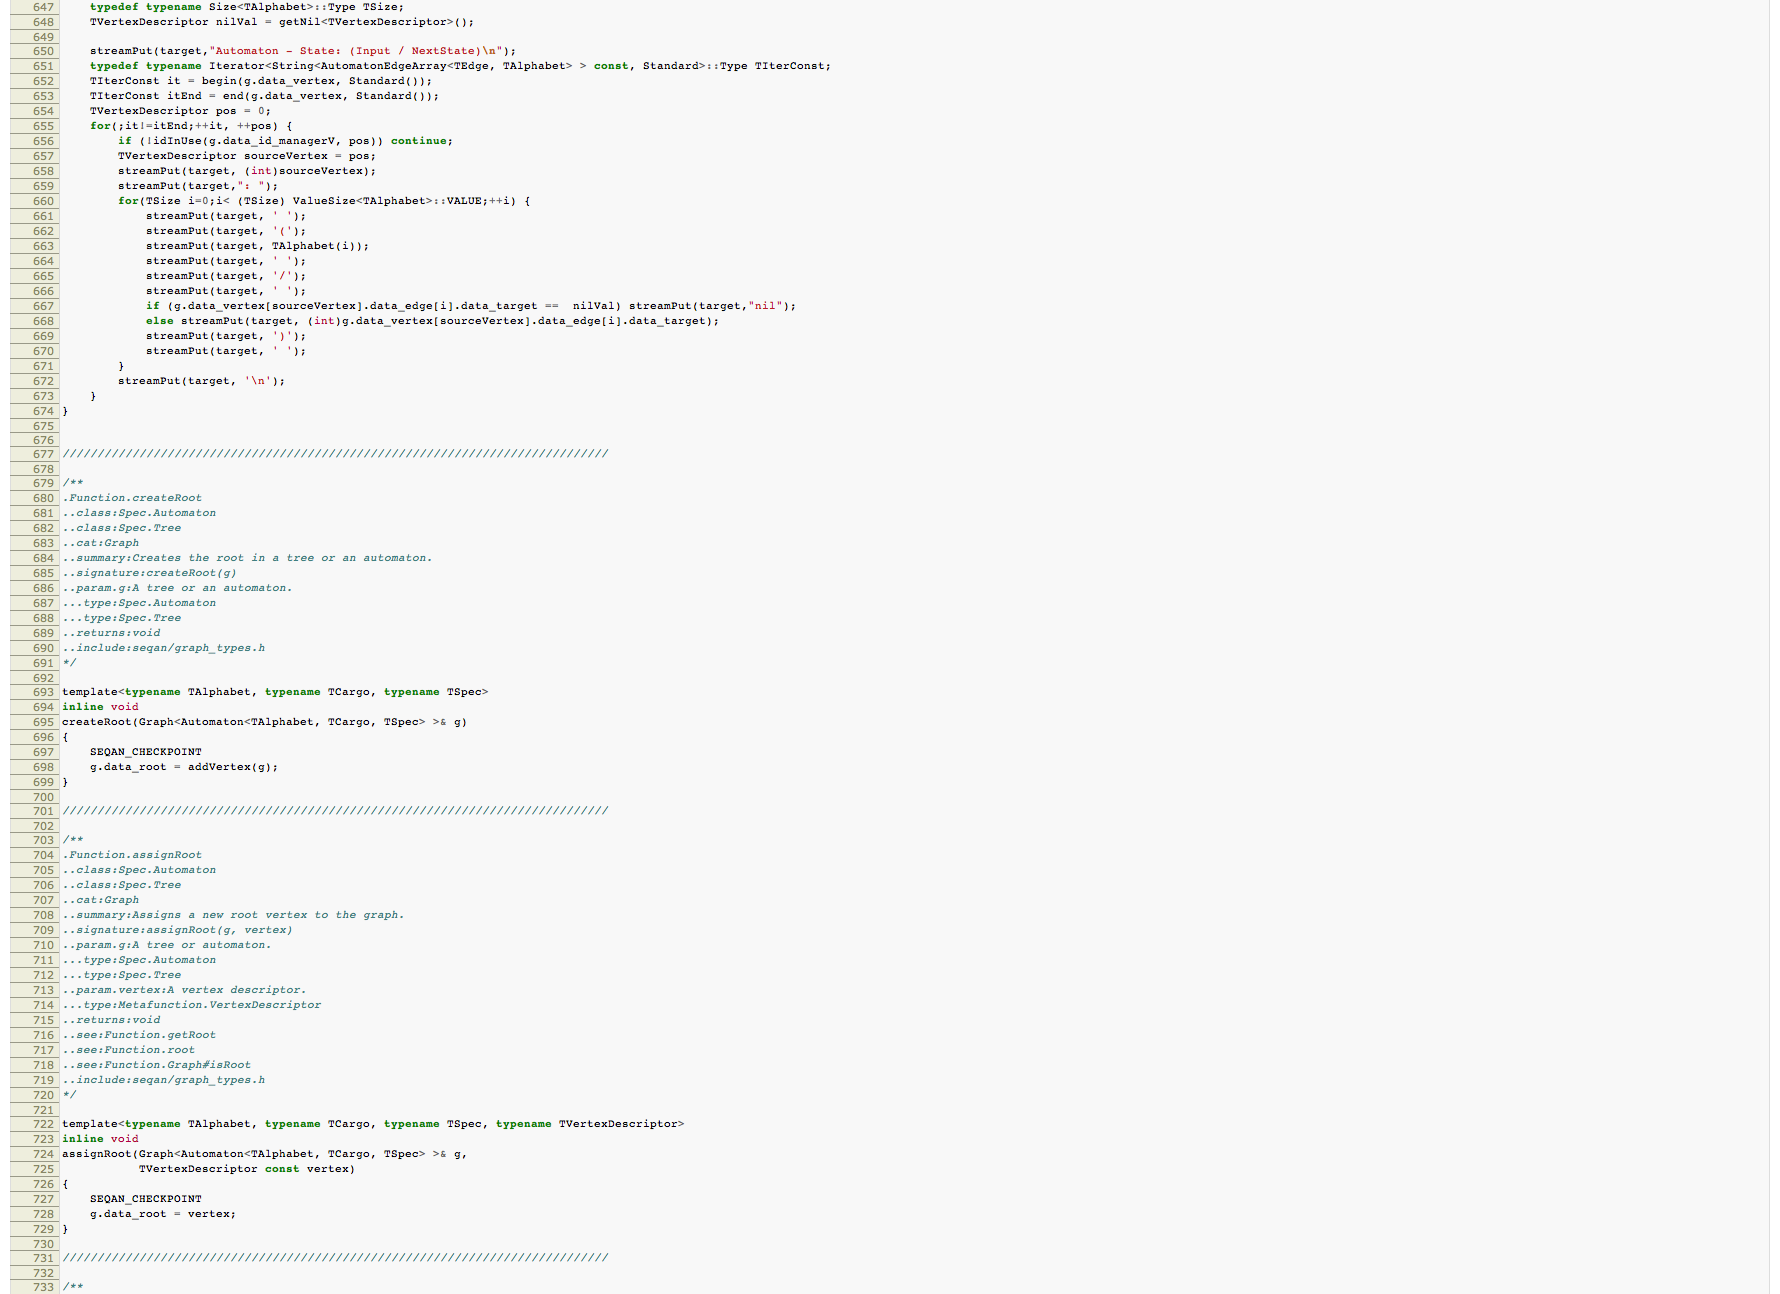 647     typedef typename Size<TAlphabet>::Type TSize;
648     TVertexDescriptor nilVal = getNil<TVertexDescriptor>();
649
650     streamPut(target,"Automaton - State: (Input / NextState)\n");
651     typedef typename Iterator<String<AutomatonEdgeArray<TEdge, TAlphabet> > const, Standard>::Type TIterConst;
652     TIterConst it = begin(g.data_vertex, Standard());
653     TIterConst itEnd = end(g.data_vertex, Standard());
654     TVertexDescriptor pos = 0;
655     for(;it!=itEnd;++it, ++pos) {
656         if (!idInUse(g.data_id_managerV, pos)) continue;
657         TVertexDescriptor sourceVertex = pos;
658         streamPut(target, (int)sourceVertex);
659         streamPut(target,": ");
660         for(TSize i=0;i< (TSize) ValueSize<TAlphabet>::VALUE;++i) {
661             streamPut(target, ' ');
662             streamPut(target, '(');
663             streamPut(target, TAlphabet(i));
664             streamPut(target, ' ');
665             streamPut(target, '/');
666             streamPut(target, ' ');
667             if (g.data_vertex[sourceVertex].data_edge[i].data_target ==  nilVal) streamPut(target,"nil");
668             else streamPut(target, (int)g.data_vertex[sourceVertex].data_edge[i].data_target);
669             streamPut(target, ')');
670             streamPut(target, ' ');
671         }
672         streamPut(target, '\n');
673     }
674 }
675
676
677 //////////////////////////////////////////////////////////////////////////////
678
679 /**
680 .Function.createRoot
681 ..class:Spec.Automaton
682 ..class:Spec.Tree
683 ..cat:Graph
684 ..summary:Creates the root in a tree or an automaton.
685 ..signature:createRoot(g)
686 ..param.g:A tree or an automaton.
687 ...type:Spec.Automaton
688 ...type:Spec.Tree
689 ..returns:void
690 ..include:seqan/graph_types.h
691 */
692
693 template<typename TAlphabet, typename TCargo, typename TSpec>
694 inline void
695 createRoot(Graph<Automaton<TAlphabet, TCargo, TSpec> >& g)
696 {
697     SEQAN_CHECKPOINT
698     g.data_root = addVertex(g);
699 }
700
701 //////////////////////////////////////////////////////////////////////////////
702
703 /**
704 .Function.assignRoot
705 ..class:Spec.Automaton
706 ..class:Spec.Tree
707 ..cat:Graph
708 ..summary:Assigns a new root vertex to the graph.
709 ..signature:assignRoot(g, vertex)
710 ..param.g:A tree or automaton.
711 ...type:Spec.Automaton
712 ...type:Spec.Tree
713 ..param.vertex:A vertex descriptor.
714 ...type:Metafunction.VertexDescriptor
715 ..returns:void
716 ..see:Function.getRoot
717 ..see:Function.root
718 ..see:Function.Graph#isRoot
719 ..include:seqan/graph_types.h
720 */
721
722 template<typename TAlphabet, typename TCargo, typename TSpec, typename TVertexDescriptor>
723 inline void
724 assignRoot(Graph<Automaton<TAlphabet, TCargo, TSpec> >& g,
725            TVertexDescriptor const vertex)
726 {
727     SEQAN_CHECKPOINT
728     g.data_root = vertex;
729 }
730
731 //////////////////////////////////////////////////////////////////////////////
732
733 /**